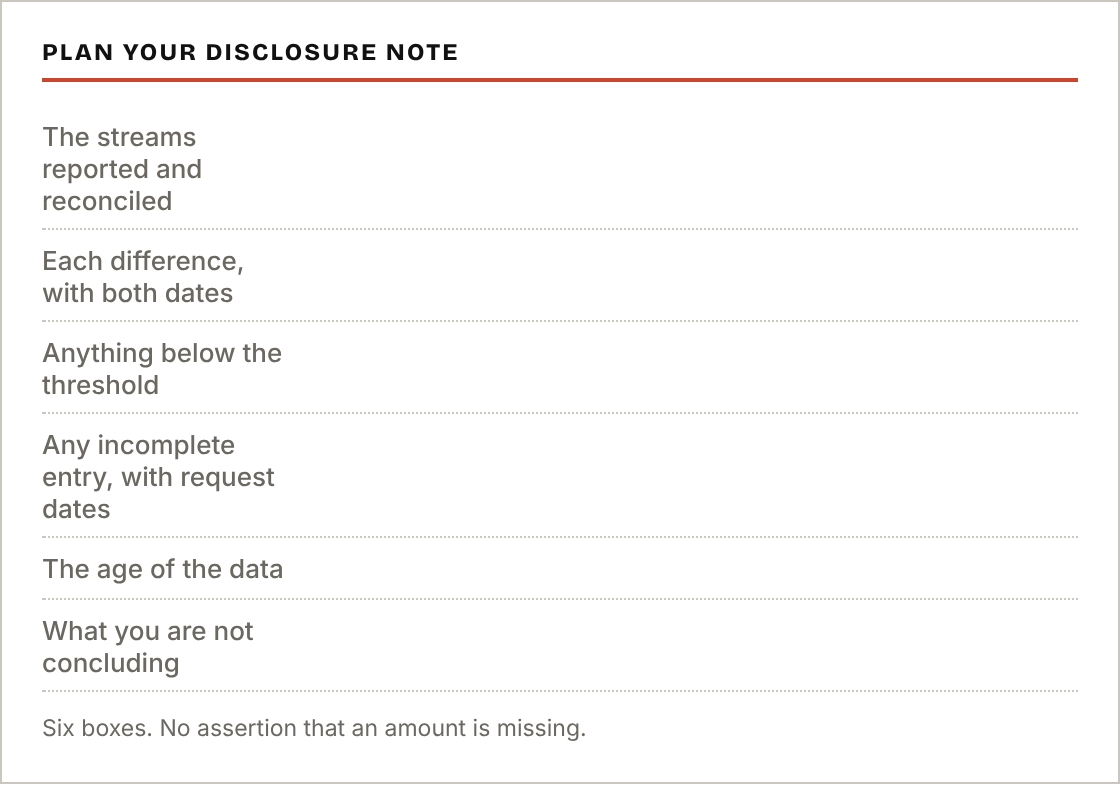 PLAN YOUR DISCLOSURE NOTE
The streams
reported and
reconciled
Each difference,
with both dates
Anything below the
threshold
Any incomplete
entry, with request
dates
The age of the data
What you are not
concluding
Six boxes. No assertion that an amount is missing.